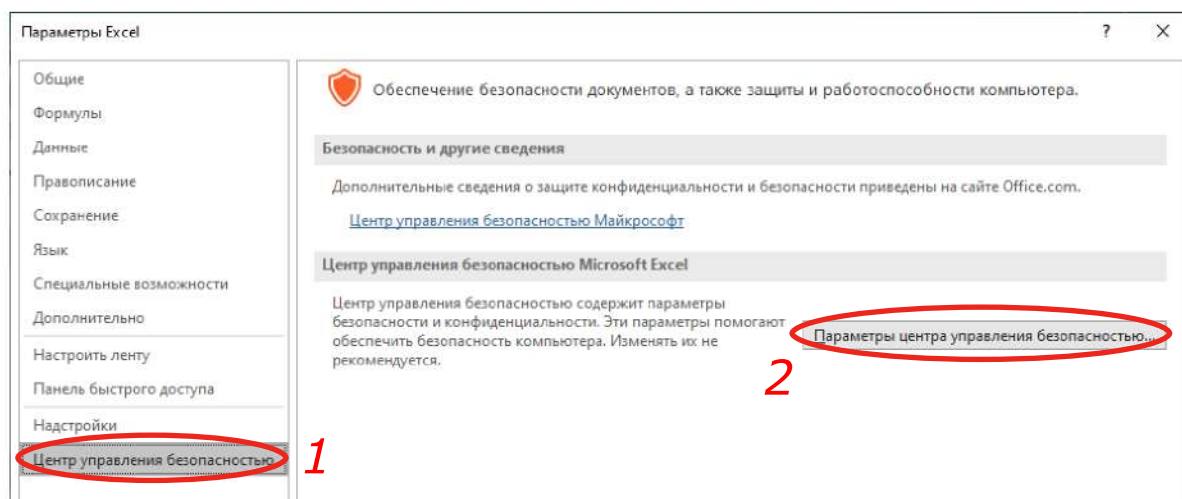 Параметры Excel ? ×
Общие
Формулы
Данные
Правописание
Сохранение
Язык
Специальные возможности
Дополнительно
Настроить ленту
Панель быстрого доступа
Надстройки
Центр управления безопасностью 1
Обеспечение безопасности документов, а также защиты и работоспособности компьютера.
Безопасность и другие сведения
Дополнительные сведения о защите конфиденциальности и безопасности приведены на сайте Office.com.
Центр управления безопасностью Майкрософт
Центр управления безопасностью Microsoft Excel
Центр управления безопасностью содержит параметры
безопасности и конфиденциальности. Эти параметры помогают
обеспечить безопасность компьютера. Изменять их не
рекомендуется.
Параметры центра управления безопасностью...
2